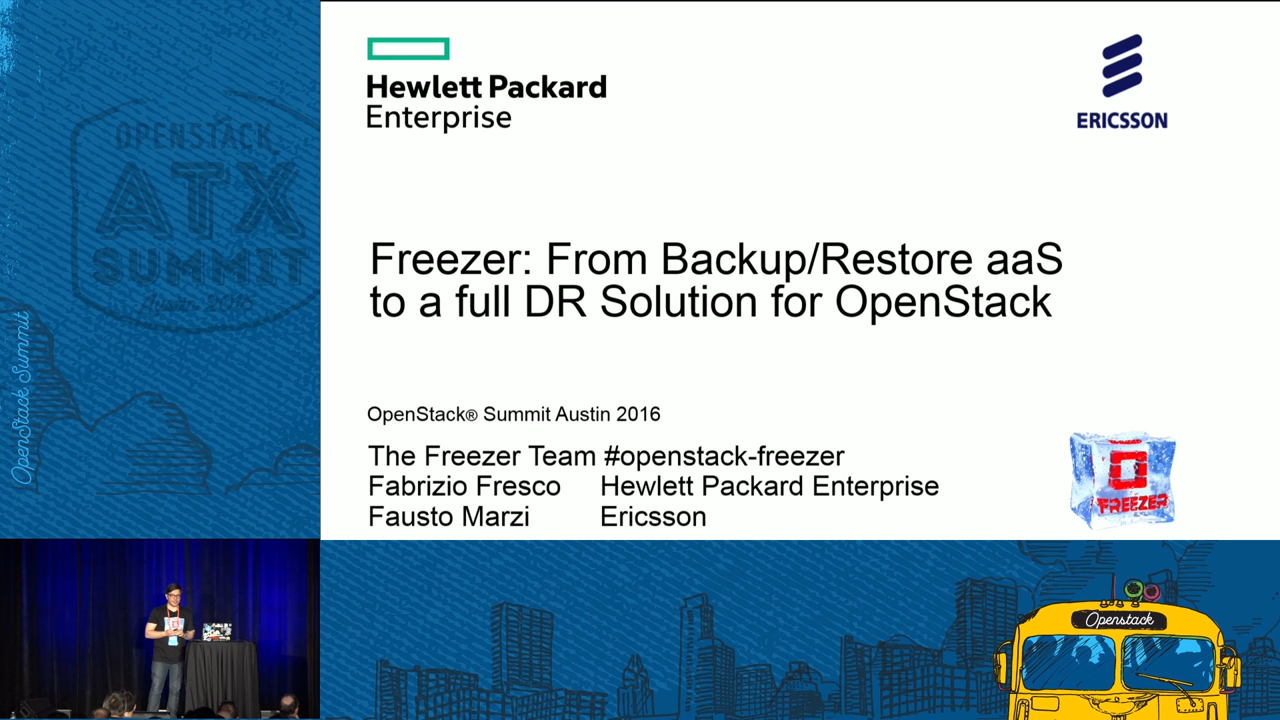 OPENSTACK
ATX
SUMMIT
Austin 2016
OpenStack Summit
Hewlett Packard
Enterprise
ERICSSON
Freezer: From Backup/Restore aaS
to a full DR Solution for OpenStack
OpenStack® Summit Austin 2016
The Freezer Team #openstack-freezer
Fabrizio Fresco Hewlett Packard Enterprise
Fausto Marzi Ericsson
FREEZER
Openstack